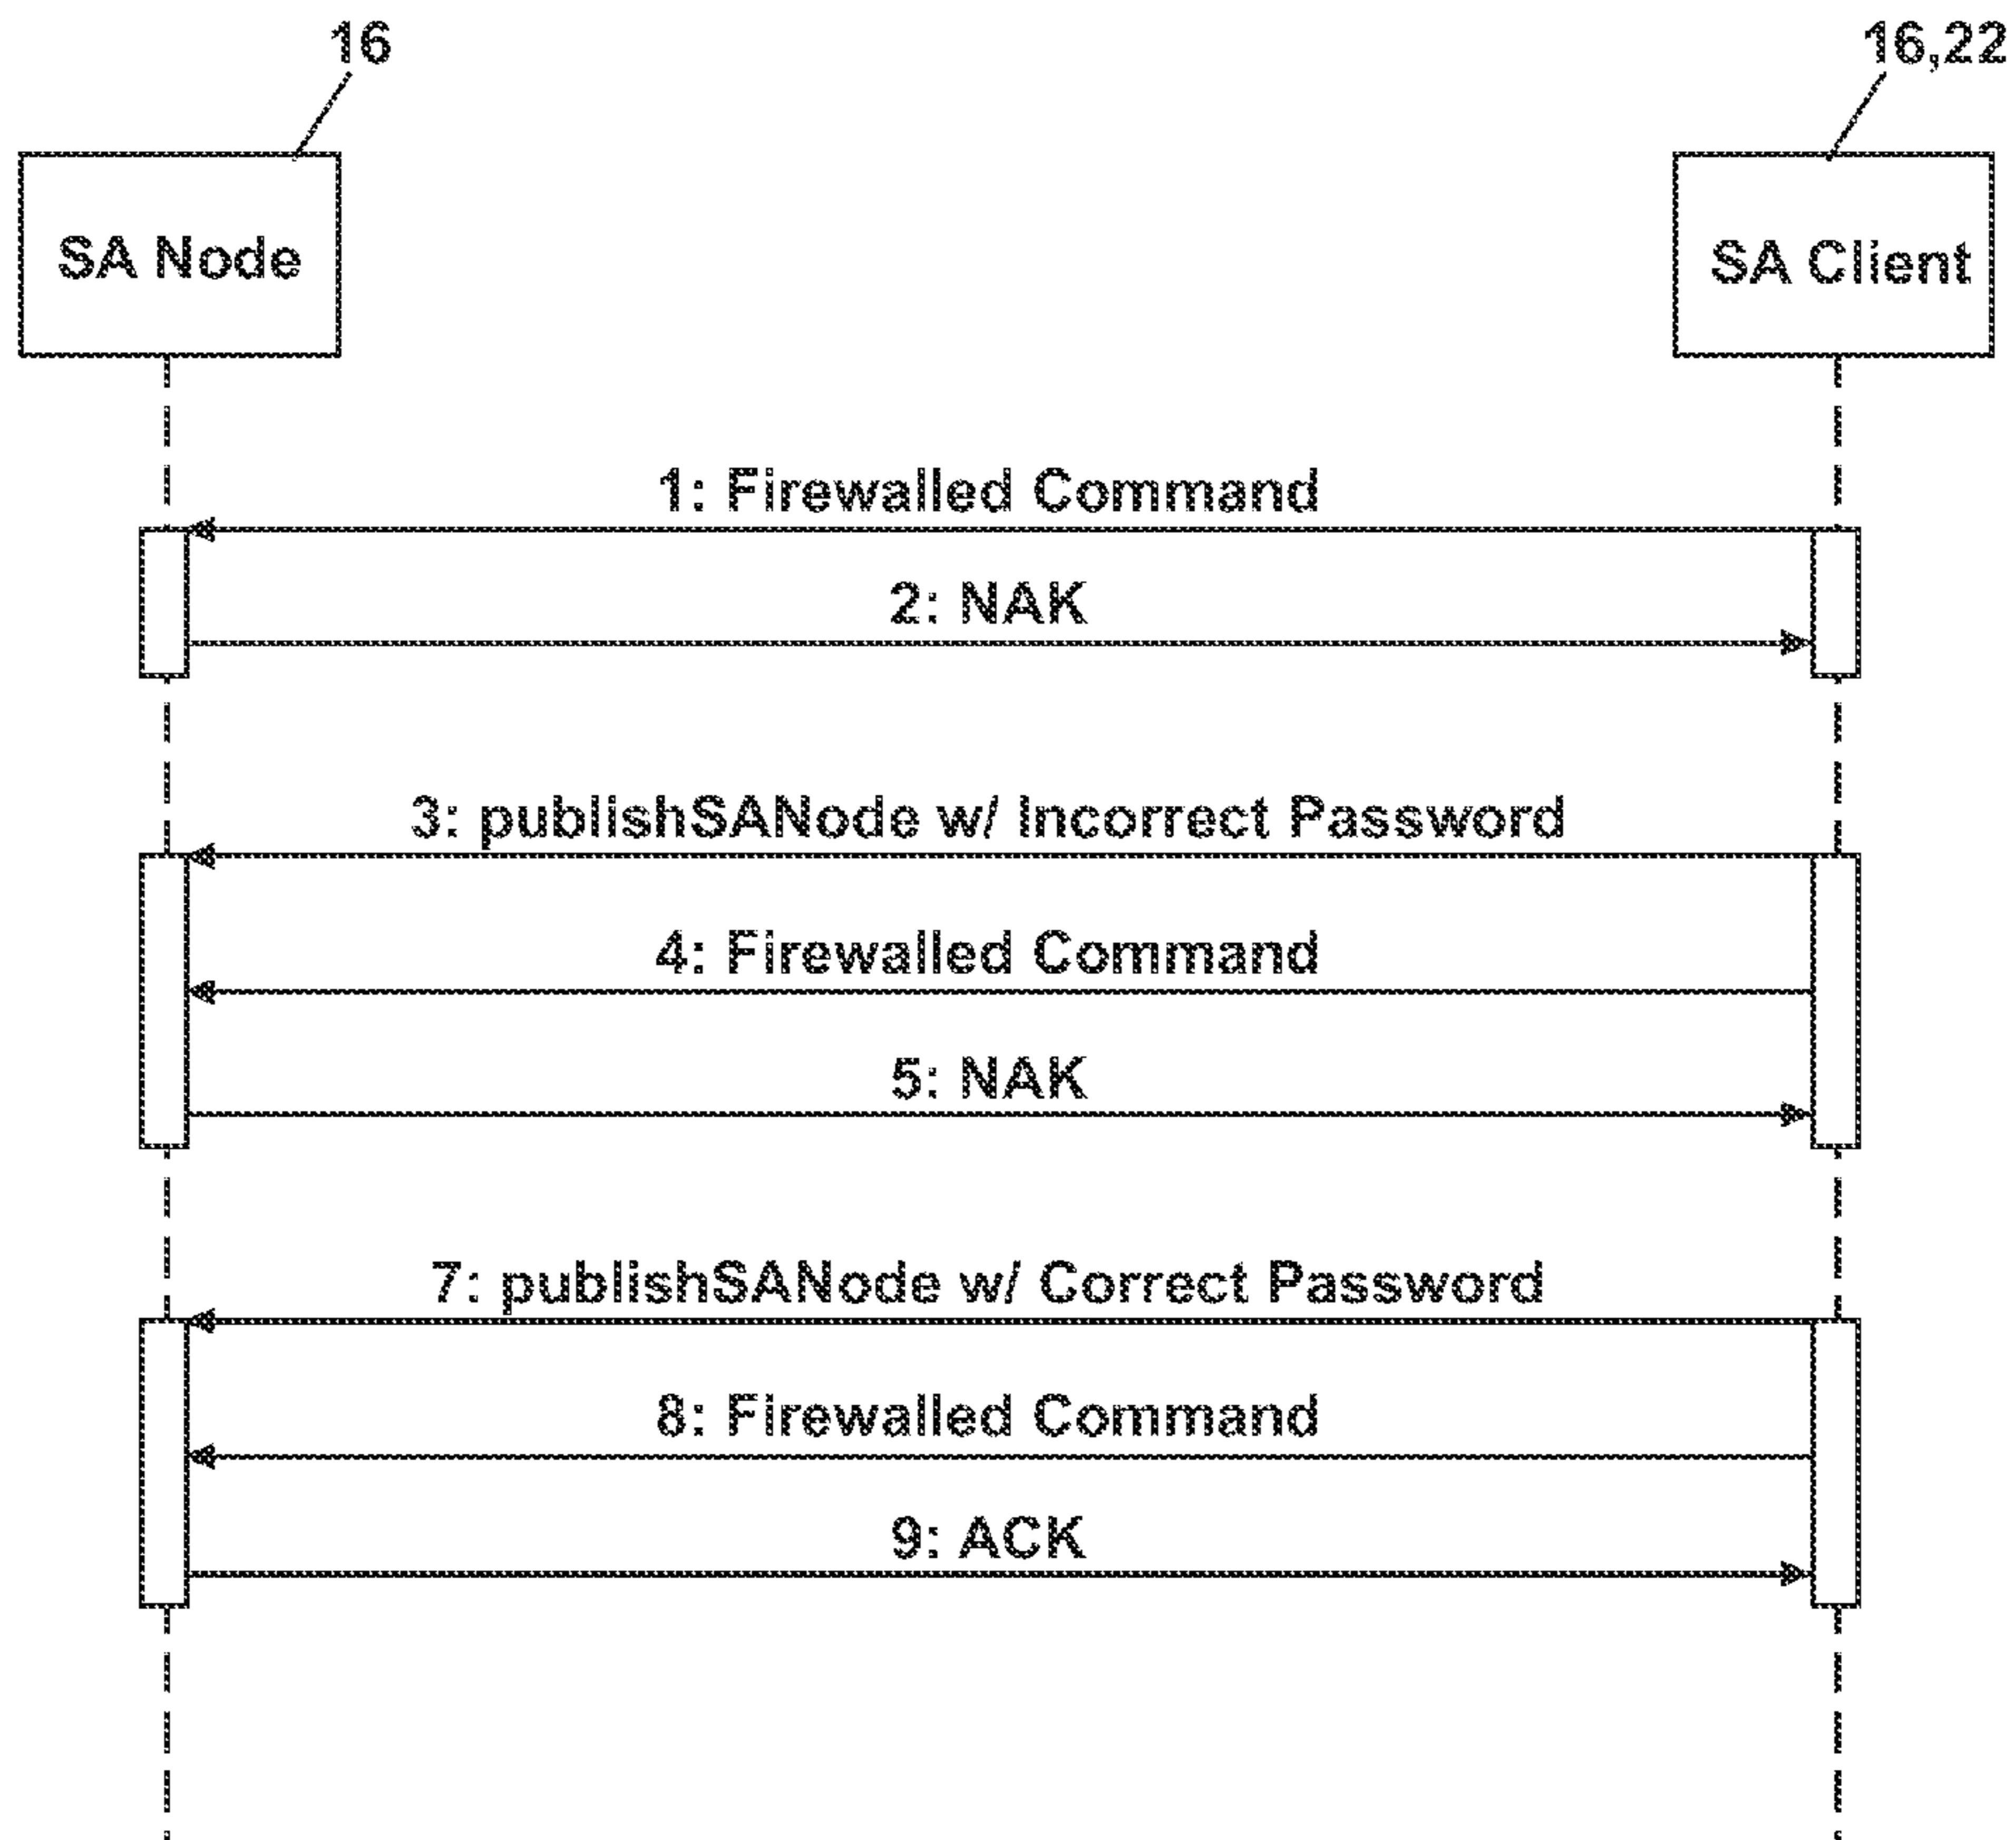 16
16,22
SA Node
SA Client
1: Firewalled Command
2: NAK
3: publishSANode w/ Incorrect Password
4: Firewalled Command
5: NAK
7: publishSANode w/ Correct Password
8: Firewalled Command
9: ACK